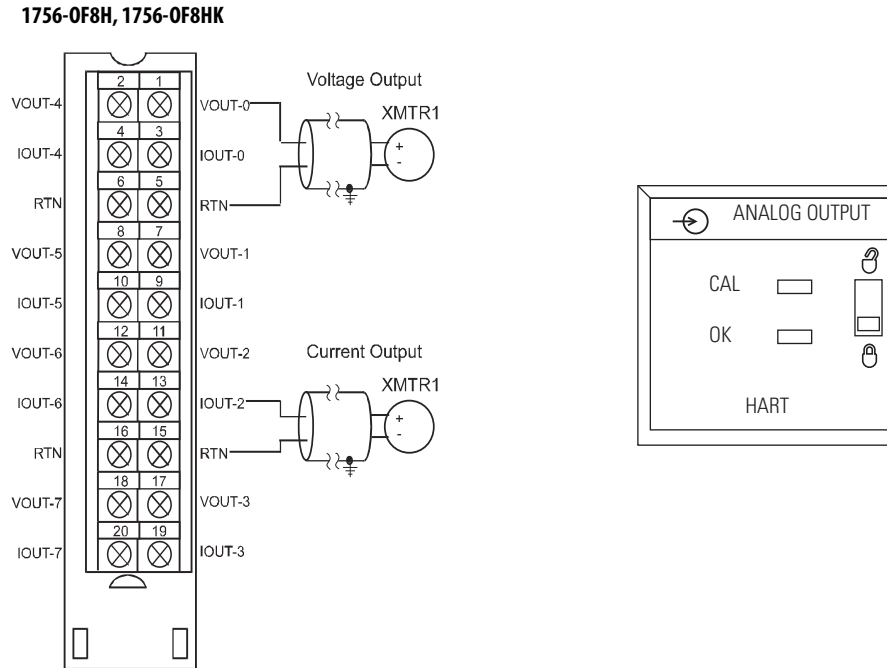 1756-OF8H, 1756-OF8HK
Voltage Output
XMTR1
+
-
2 1
VOUT-4 VOUT-0
4 3
IOUT-4 IOUT-0
6 5
RTN RTN
8 7
VOUT-5 VOUT-1
10 9
IOUT-5 IOUT-1
12 11
VOUT-6 VOUT-2
14 13
IOUT-6 IOUT-2
16 15
RTN RTN
18 17
VOUT-7 VOUT-3
20 19
IOUT-7 IOUT-3
Current Output
XMTR1
+
-
ANALOG OUTPUT
CAL
OK
HART